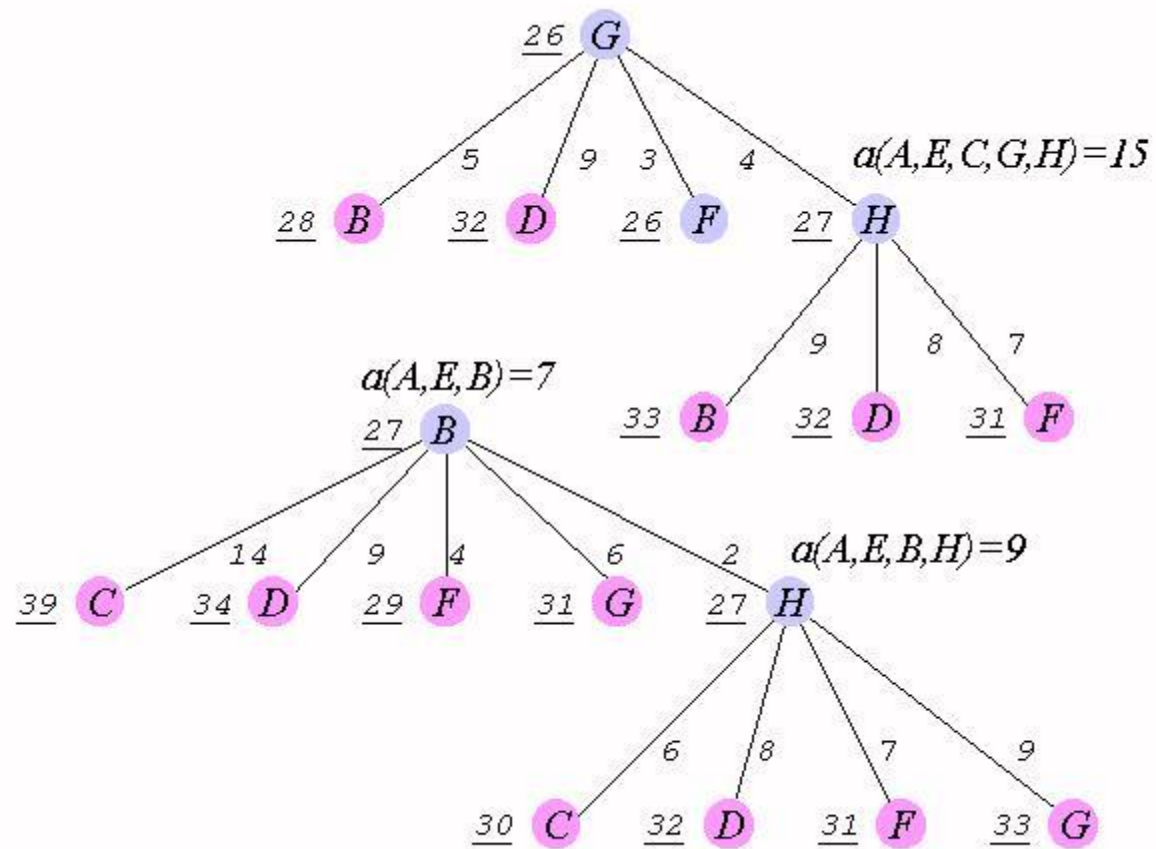 26 G
5 9 3 4 a(A,E,C,G,H)=15
28 B 32 D 26 F 27 H
9 8 7
a(A,E,B)=7
33 B 32 D 31 F
27 B
14 9 4 6 2 a(A,E,B,H)=9
39 C 34 D 29 F 31 G 27 H
6 8 7 9
30 C 32 D 31 F 33 G